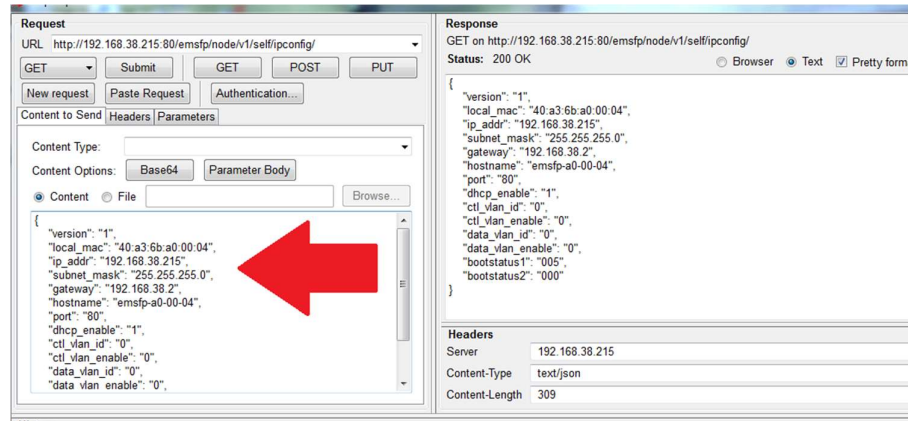 Request
URL http://192.168.38.215:80/emsfp/node/v1/self/ipconfig/
GET Submit GET POST PUT
New request Paste Request Authentication...
Content to Send Headers Parameters
Content Type:
Content Options: Base64 Parameter Body
Content File Browse...
{
"version": "1",
"local_mac": "40:a3:6b:a0:00:04",
"ip_addr": "192.168.38.215",
"subnet_mask": "255.255.255.0",
"gateway": "192.168.38.2",
"hostname": "emsfp-a0-00-04",
"port": "80",
"dhcp_enable": "1",
"ctl_vlan_id": "0",
"ctl_vlan_enable": "0",
"data_vlan_id": "0",
"data_vlan_enable": "0",
Response
GET on http://192.168.38.215:80/emsfp/node/v1/self/ipconfig/
Status: 200 OK
Browser Text Pretty form
{
"version": "1",
"local_mac": "40:a3:6b:a0:00:04",
"ip_addr": "192.168.38.215",
"subnet_mask": "255.255.255.0",
"gateway": "192.168.38.2",
"hostname": "emsfp-a0-00-04",
"port": "80",
"dhcp_enable": "1",
"ctl_vlan_id": "0",
"ctl_vlan_enable": "0",
"data_vlan_id": "0",
"data_vlan_enable": "0",
"bootstatus1": "005",
"bootstatus2": "000"
}
Headers
Server 192.168.38.215
Content-Type text/json
Content-Length 309